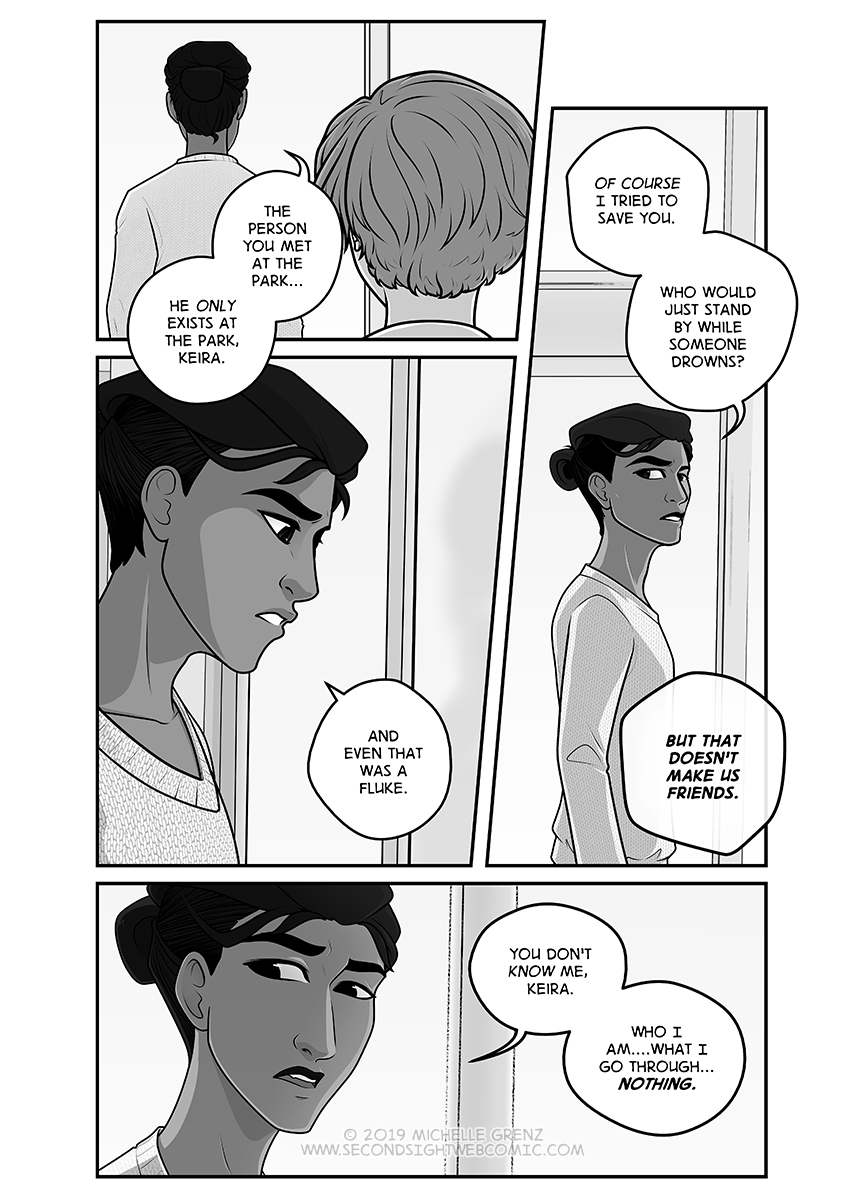 THE
PERSON
YOU MET
AT THE
PARK...
HE ONLY
EXISTS AT
THE PARK,
KEIRA.
AND
EVEN THAT
WAS A
FLUKE.
OF COURSE
I TRIED TO
SAVE YOU.
WHO WOULD
JUST STAND
BY WHILE
SOMEONE
DROWNS?
BUT THAT
DOESN'T
MAKE US
FRIENDS.
YOU DON'T
KNOW ME,
KEIRA.
WHO I
AM....WHAT I
GO THROUGH...
NOTHING.
© 2019 MICHELLE GRENZ
WWW.SECONDSIGHTWEBCOMIC.COM